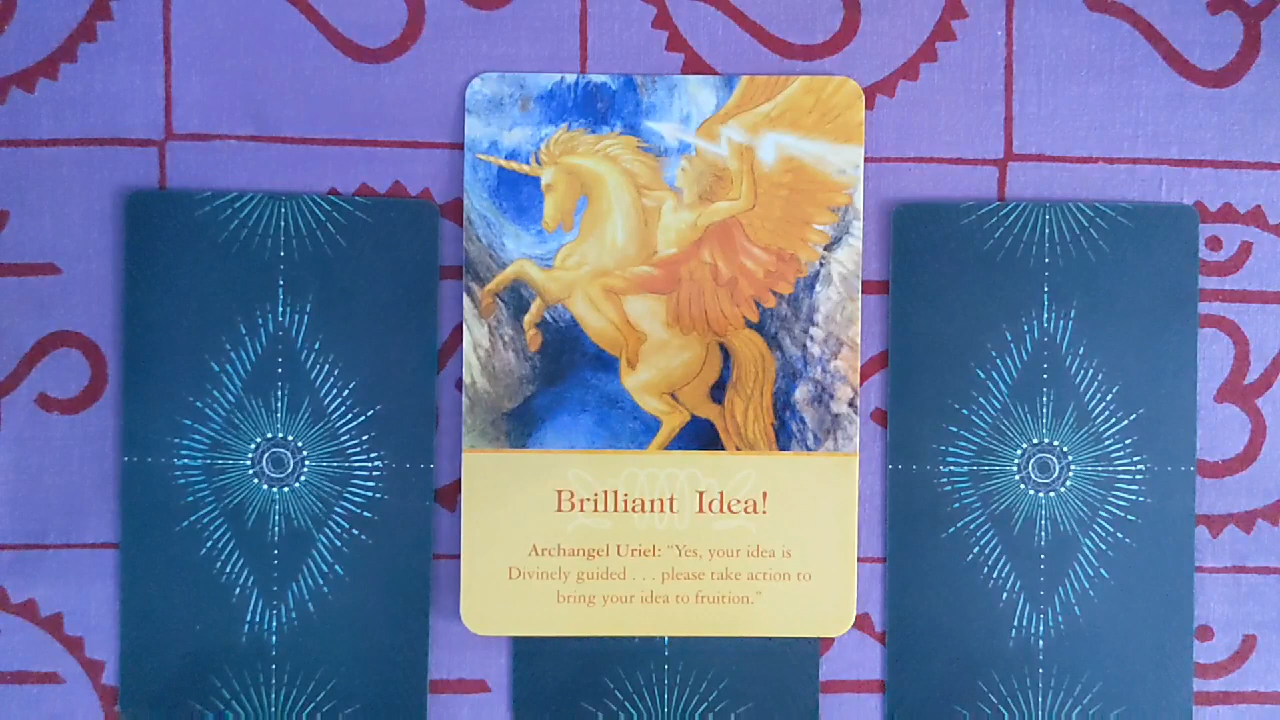 Brilliant Idea!
Archangel Uriel: “Yes, your idea is
Divinely guided . . . please take action to
bring your idea to fruition.”